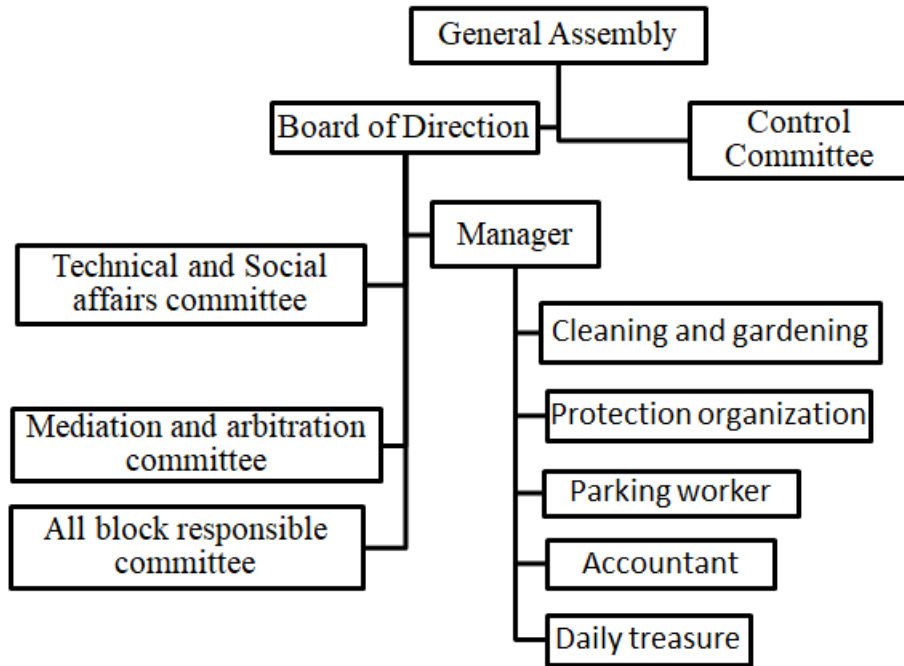 General Assembly
Board of Direction
Control
Committee
Manager
Technical and Social
affairs committee
Cleaning and gardening
Protection organization
Mediation and arbitration
committee
Parking worker
All block responsible
committee
Accountant
Daily treasure